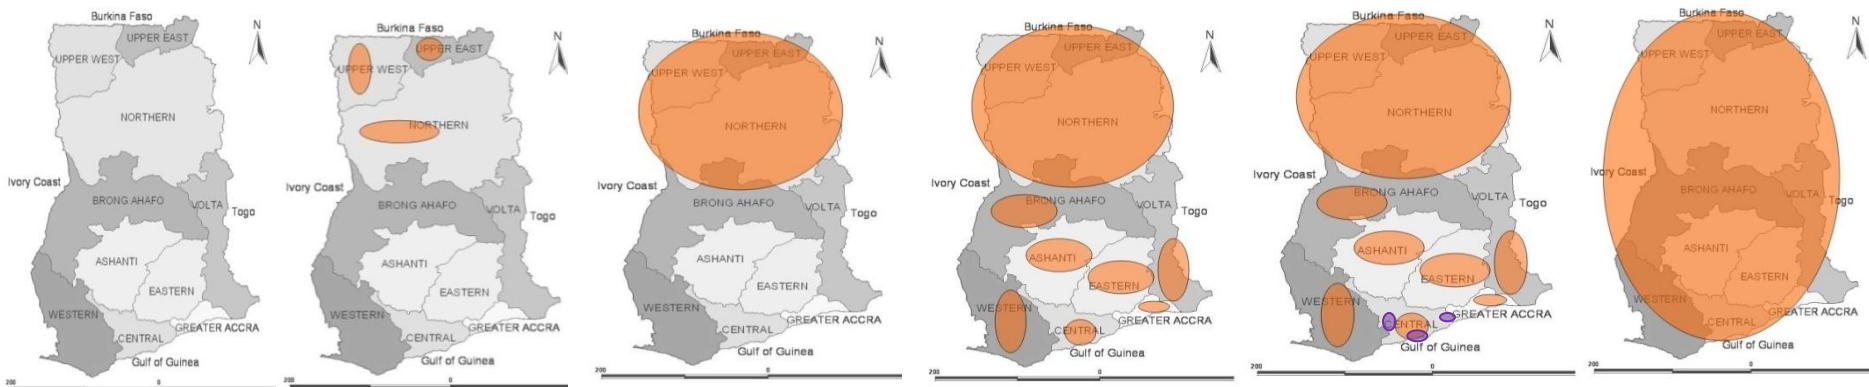 Burkina Faso
N
UPPER EAST
UPPER WEST
NORTHERN
Ivory Coast
BRONG AHAFO
VOLTA
Togo
ASHANTI
EASTERN
WESTERN
GREATER ACCRA
CENTRAL
Gulf of Guinea
200
0
Burkina Faso
N
UPPER EAST
UPPER WEST
NORTHERN
Ivory Coast
BRONG AHAFO
VOLTA
Togo
ASHANTI
EASTERN
WESTERN
GREATER ACCRA
CENTRAL
Gulf of Guinea
200
0
Burkina Faso
N
UPPER EAST
UPPER WEST
NORTHERN
Ivory Coast
BRONG AHAFO
VOLTA
Togo
ASHANTI
EASTERN
WESTERN
GREATER ACCRA
CENTRAL
Gulf of Guinea
200
0
Burkina Faso
N
UPPER EAST
UPPER WEST
NORTHERN
Ivory Coast
BRONG AHAFO
VOLTA
Togo
ASHANTI
EASTERN
WESTERN
GREATER ACCRA
CENTRAL
Gulf of Guinea
200
0
Burkina Faso
N
UPPER EAST
UPPER WEST
NORTHERN
Ivory Coast
BRONG AHAFO
VOLTA
Togo
ASHANTI
EASTERN
WESTERN
GREATER ACCRA
CENTRAL
Gulf of Guinea
200
0
Burkina Faso
N
UPPER EAST
UPPER WEST
NORTHERN
Ivory Coast
BRONG AHAFO
VOLTA
Togo
ASHANTI
EASTERN
WESTERN
GREATER ACCRA
CENTRAL
Gulf of Guinea
200
0